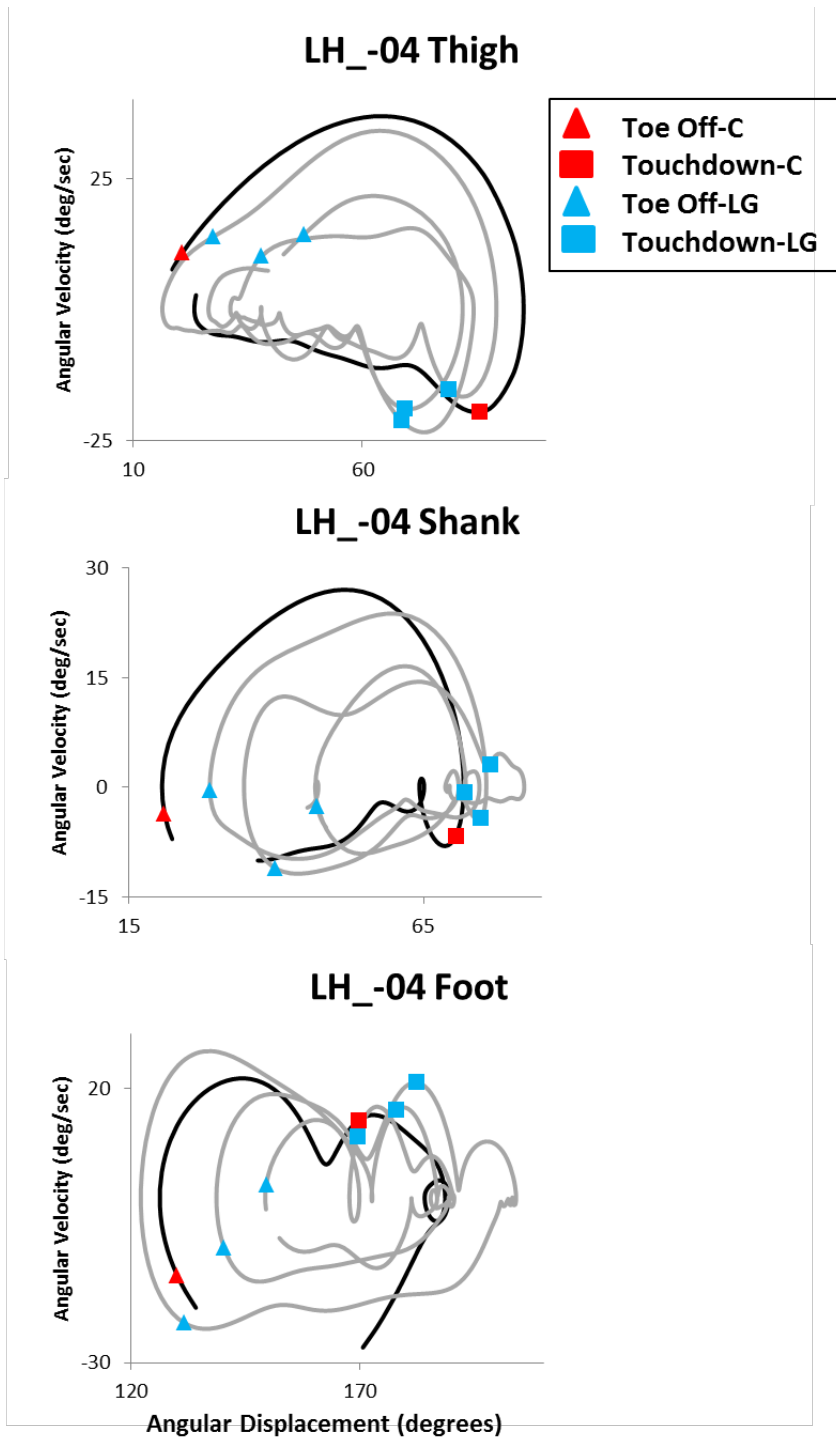 LH_-04 Thigh
Toe Off-C
Touchdown-C
Toe Off-LG
Touchdown-LG
Angular Velocity (deg/sec)
25
-25
10
60
LH_-04 Shank
Angular Velocity (deg/sec)
30
15
0
-15
15
65
LH_-04 Foot
Angular Velocity (deg/sec)
20
-30
120
170
Angular Displacement (degrees)